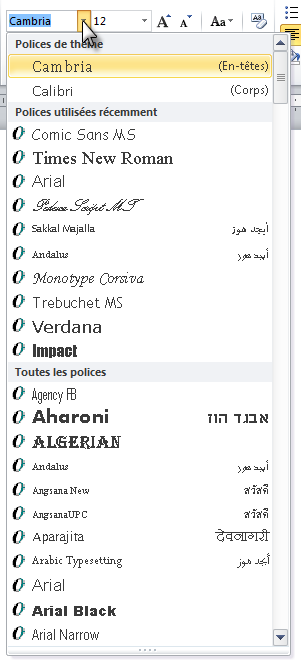 Cambria 12 A A Aa
Polices de thème
Cambria (En-têtes)
Calibri (Corps)
Polices utilisées récemment
Comic Sans MS
Times New Roman
Arial
Palace Script MT
Sakkal Majalla أبجد هوز
Andalus أبجد هوز
Monotype Corsiva
Trebuchet MS
Verdana
Impact
Toutes les polices
Agency FB
Aharoni אבגד הוז
ALGERIAN
Andalus أبجد هوز
Angsana New สวัสดี
AngsanaUPC สวัสดี
Aparajita देवनागरी
Arabic Typesetting أبجد هوز
Arial
Arial Black
Arial Narrow